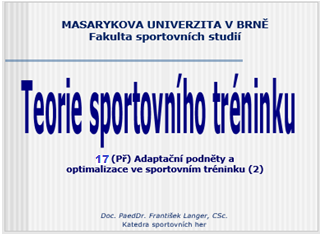 MASARYKOVA UNIVERZITA V BRNĚ
Fakulta sportovních studií
Teorie sportovního tréninku
17 (Př) Adaptační podněty a
optimalizace ve sportovním tréninku (2)
Doc. PaedDr. František Langer, CSc.
Katedra sportovních her